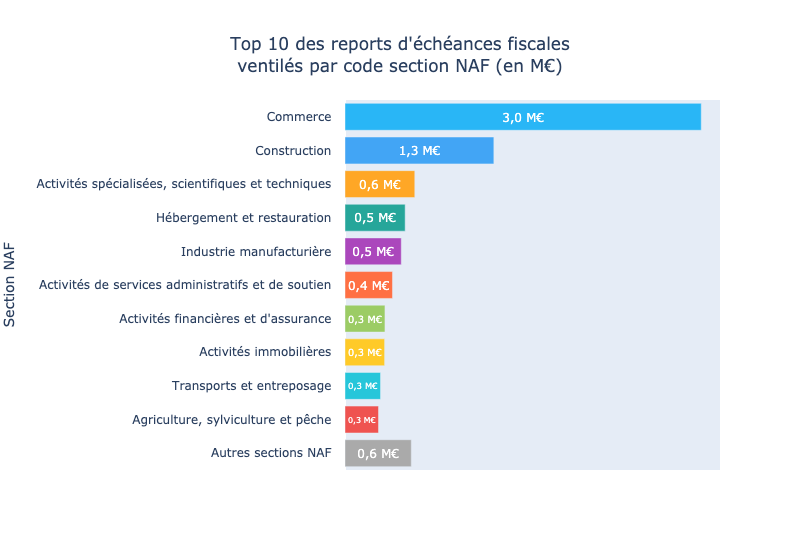 Top 10 des reports d'échéances fiscales
ventilés par code section NAF (en M€)
Section NAF
Commerce 3,0 M€
Construction 1,3 M€
Activités spécialisées, scientifiques et techniques 0,6 M€
Hébergement et restauration 0,5 M€
Industrie manufacturière 0,5 M€
Activités de services administratifs et de soutien 0,4 M€
Activités financières et d'assurance 0,3 M€
Activités immobilières 0,3 M€
Transports et entreposage 0,3 M€
Agriculture, sylviculture et pêche 0,3 M€
Autres sections NAF 0,6 M€